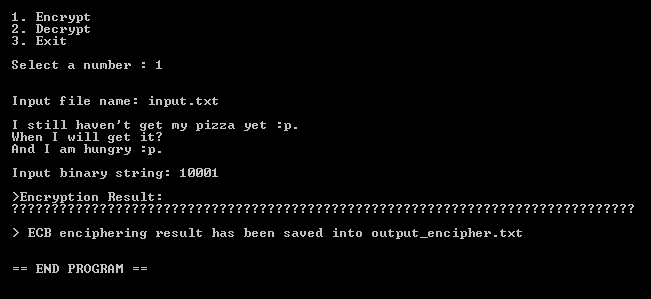 1. Encrypt
2. Decrypt
3. Exit
Select a number : 1
Input file name: input.txt
I still haven't get my pizza yet :p.
When I will get it?
And I am hungry :p.
Input binary string: 10001
>Encryption Result:
??????????????????????????????????????????????????????????????????????????????
> ECB enciphering result has been saved into output_encipher.txt
== END PROGRAM ==